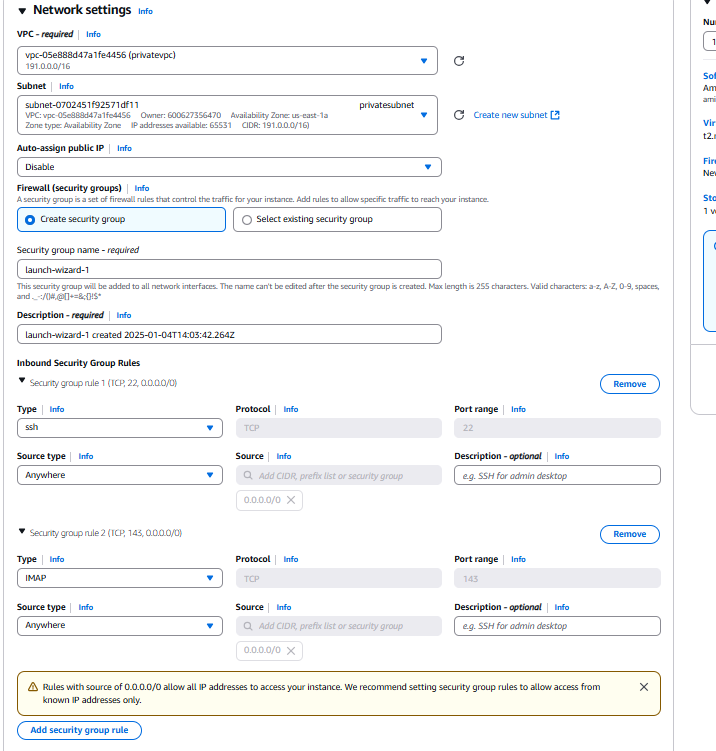 Network settings Info
VPC - required Info
vpc-05e888d47a1fe4456 (privatevpc)
191.0.0.0/16
Subnet Info
subnet-0702451f92571df11 privatesubnet
VPC: vpc-05e888d47a1fe4456 Owner: 600627356470 Availability Zone: us-east-1a
Zone type: Availability Zone IP addresses available: 65531 CIDR: 191.0.0.0/16)
Create new subnet
Auto-assign public IP Info
Disable
Firewall (security groups) Info
A security group is a set of firewall rules that control the traffic for your instance. Add rules to allow specific traffic to reach your instance.
Create security group
Select existing security group
Security group name - required
launch-wizard-1
This security group will be added to all network interfaces. The name can't be edited after the security group is created. Max length is 255 characters. Valid characters: a-z, A-Z, 0-9, spaces,
and ._-:/()#,@[]+=&;{}!$*
Description - required Info
launch-wizard-1 created 2025-01-04T14:03:42.264Z
Inbound Security Group Rules
Security group rule 1 (TCP, 22, 0.0.0.0/0)
Remove
Type Info Protocol Info Port range Info
ssh TCP 22
Source type Info Source Info Description - optional Info
Anywhere Add CIDR, prefix list or security group e.g. SSH for admin desktop
0.0.0.0/0
Security group rule 2 (TCP, 143, 0.0.0.0/0)
Remove
Type Info Protocol Info Port range Info
IMAP TCP 143
Source type Info Source Info Description - optional Info
Anywhere Add CIDR, prefix list or security group e.g. SSH for admin desktop
0.0.0.0/0
Rules with source of 0.0.0.0/0 allow all IP addresses to access your instance. We recommend setting security group rules to allow access from
known IP addresses only.
Add security group rule
1